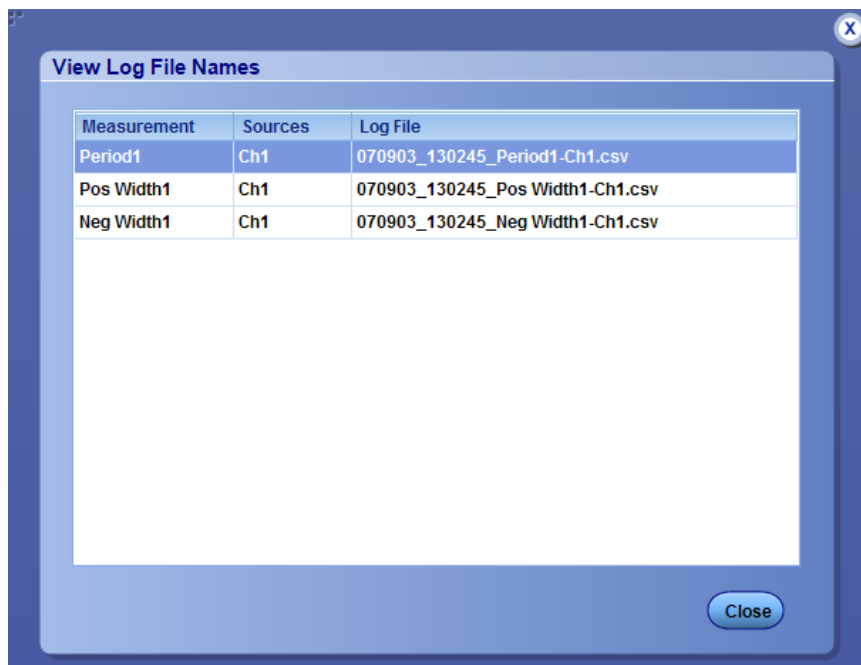 X
View Log File Names
Measurement Sources Log File
Period1 Ch1 070903_130245_Period1-Ch1.csv
Pos Width1 Ch1 070903_130245_Pos Width1-Ch1.csv
Neg Width1 Ch1 070903_130245_Neg Width1-Ch1.csv
Close